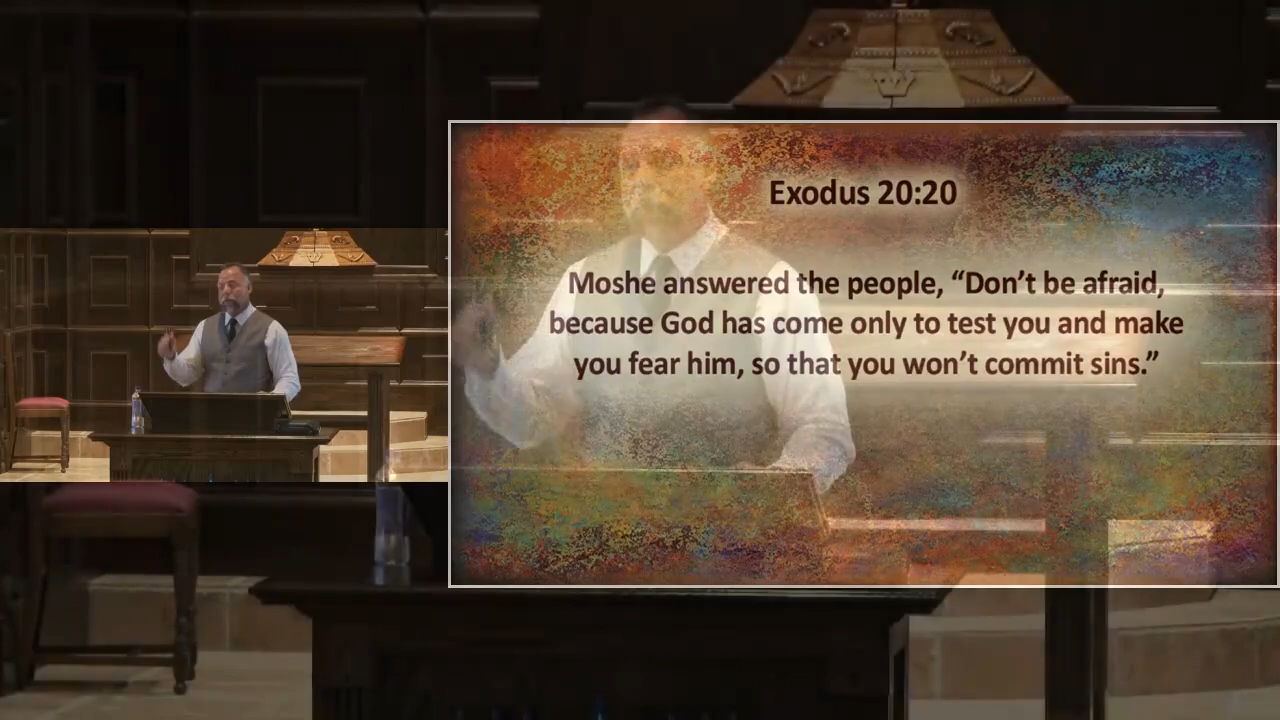 Exodus 20:20
Moshe answered the people, “Don’t be afraid,
because God has come only to test you and make
you fear him, so that you won’t commit sins.”